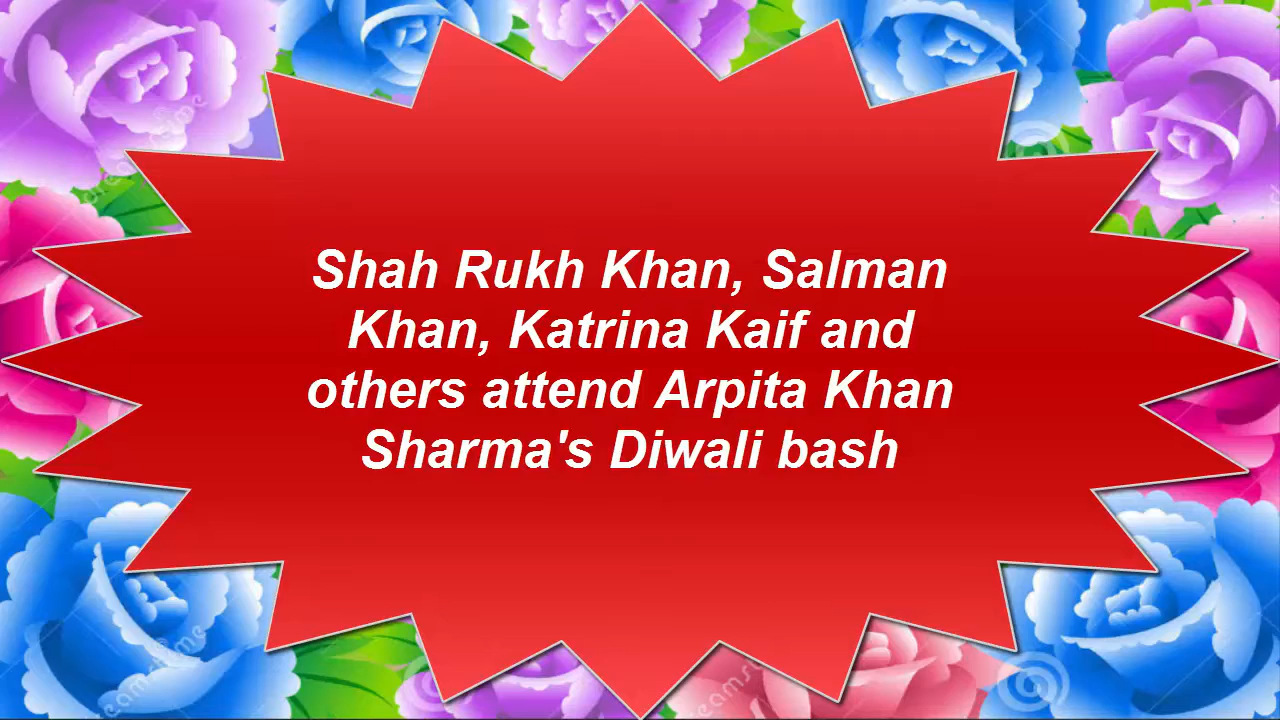 Shah Rukh Khan, Salman
Khan, Katrina Kaif and
others attend Arpita Khan
Sharma's Diwali bash